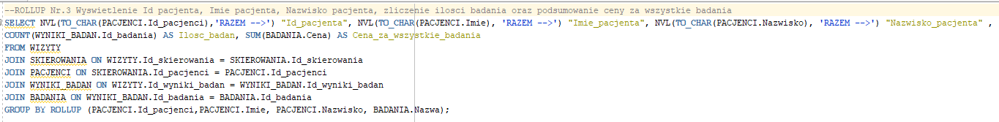 --ROLLUP Nr.3 Wyswietlenie Id pacjenta, Imie pacjenta, Nazwisko pacjenta, zliczenie ilosci badania oraz podsumowanie ceny za wszystkie badania
SELECT NVL(TO_CHAR(PACJENCI.Id_pacjenci),'RAZEM -->') "Id_pacjenta", NVL(TO_CHAR(PACJENCI.Imie), 'RAZEM -->') "Imie_pacjenta", NVL(TO_CHAR(PACJENCI.Nazwisko), 'RAZEM -->') "Nazwisko_pacjenta" ,
COUNT(WYNIKI_BADAN.Id_badania) AS Ilosc_badan, SUM(BADANIA.Cena) AS Cena_za_wszystkie_badania
FROM WIZYTY
JOIN SKIEROWANIA ON WIZYTY.Id_skierowania = SKIEROWANIA.Id_skierowania
JOIN PACJENCI ON SKIEROWANIA.Id_pacjenci = PACJENCI.Id_pacjenci
JOIN WYNIKI_BADAN ON WIZYTY.Id_wyniki_badan = WYNIKI_BADAN.Id_wyniki_badan
JOIN BADANIA ON WYNIKI_BADAN.Id_badania = BADANIA.Id_badania
GROUP BY ROLLUP (PACJENCI.Id_pacjenci,PACJENCI.Imie, PACJENCI.Nazwisko, BADANIA.Nazwa);